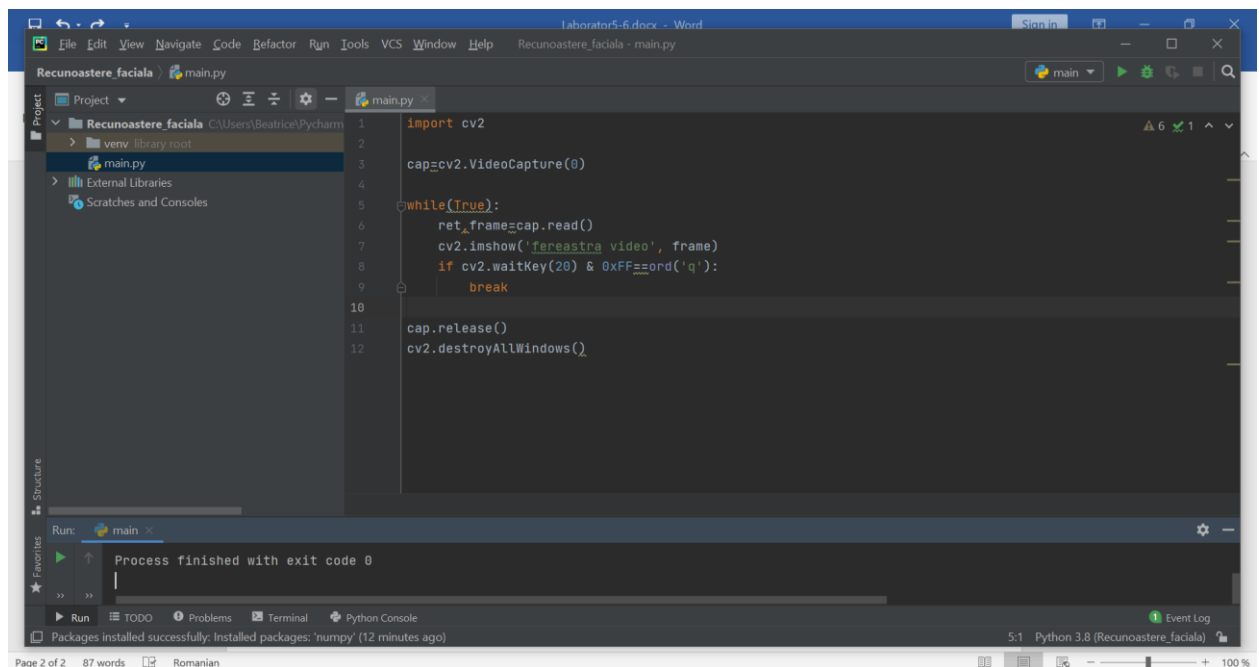 Laborator5-6.docx - Word
Sign in
File Edit View Navigate Code Refactor Run Tools VCS Window Help Recunoastere_faciala - main.py
Recunoastere_faciala main.py
main
Project
main.py
Project
Recunoastere_faciala C:\Users\Beatrice\Pycharm
venv library root
main.py
External Libraries
Scratches and Consoles
6 1
1 import cv2
2
3 cap=cv2.VideoCapture(0)
4
5 while(True):
6 ret,frame=cap.read()
7 cv2.imshow('fereastra video', frame)
8 if cv2.waitKey(20) & 0xFF==ord('q'):
9 break
10
11 cap.release()
12 cv2.destroyAllWindows()
Structure
Favorites
Run: main
Process finished with exit code 0
Run TODO Problems Terminal Python Console
1 Event Log
Packages installed successfully: Installed packages: 'numpy' (12 minutes ago)
5:1 Python 3.8 (Recunoastere_faciala)
Page 2 of 2 87 words Romanian
100 %